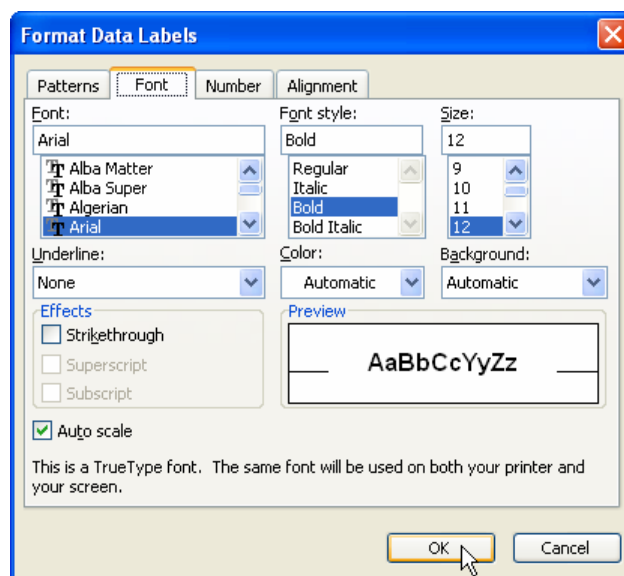 Format Data Labels
Patterns Font Number Alignment
Font: Font style: Size:
Arial Bold 12
Alba Matter Regular 9
Alba Super Italic 10
Algerian Bold 11
Arial Bold Italic 12
Underline: Color: Background:
None Automatic Automatic
Effects Preview
Strikethrough
Superscript AaBbCcYyZz
Subscript
Auto scale
This is a TrueType font. The same font will be used on both your printer and
your screen.
OK Cancel